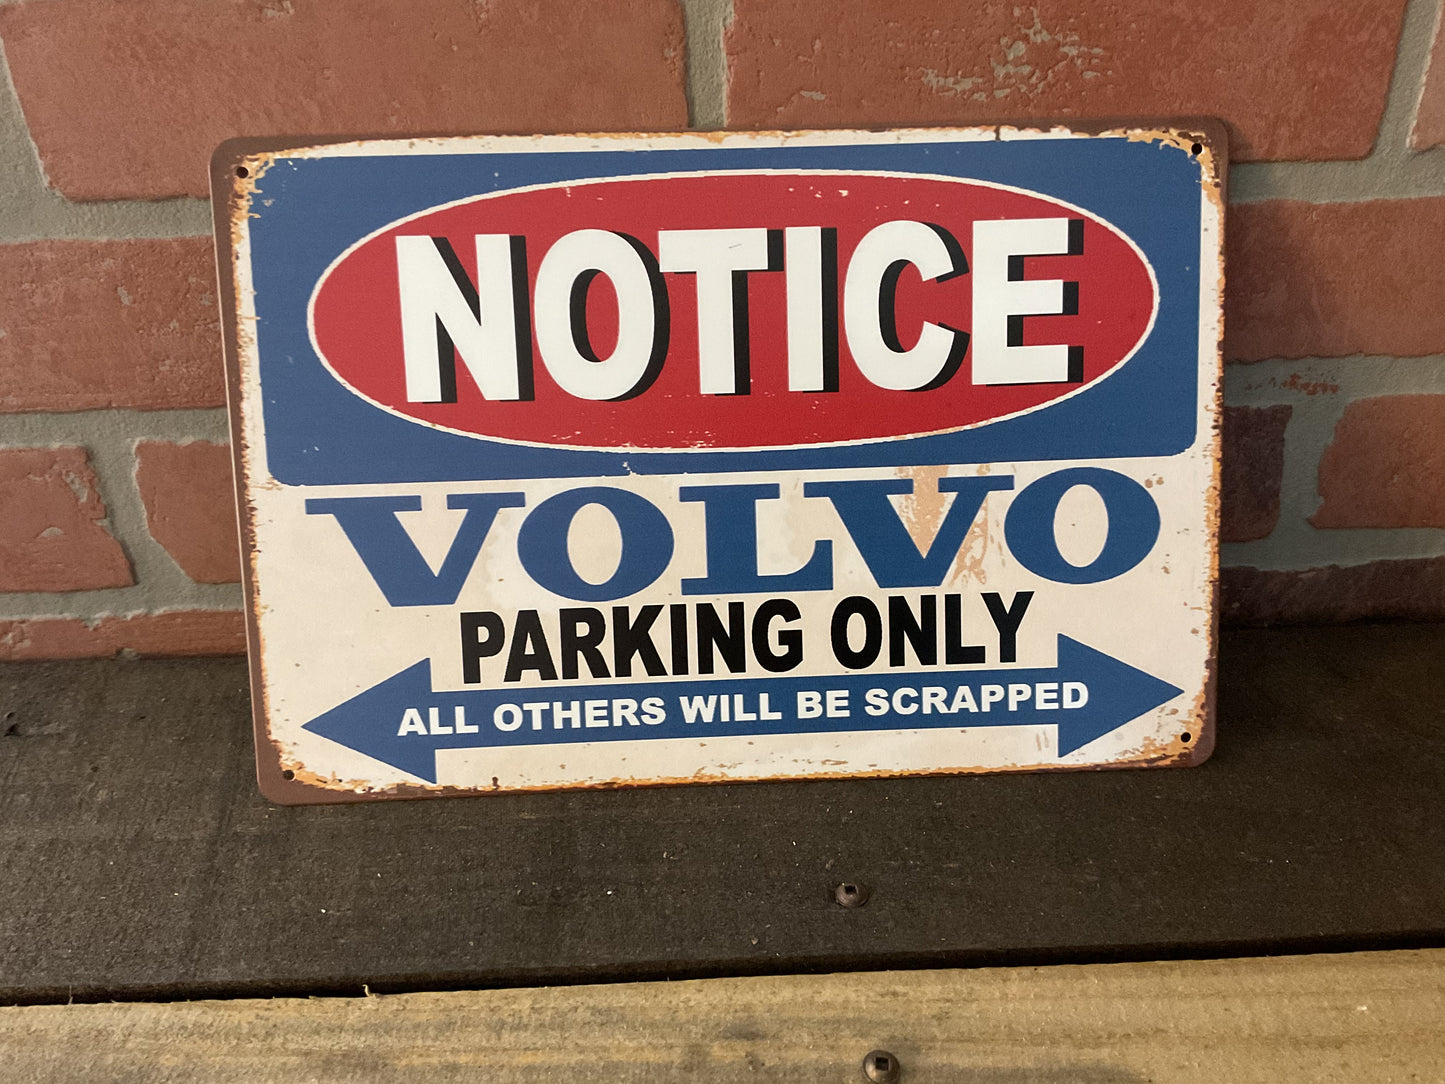 NOTICE
VOLVO
PARKING ONLY
ALL OTHERS WILL BE SCRAPPED